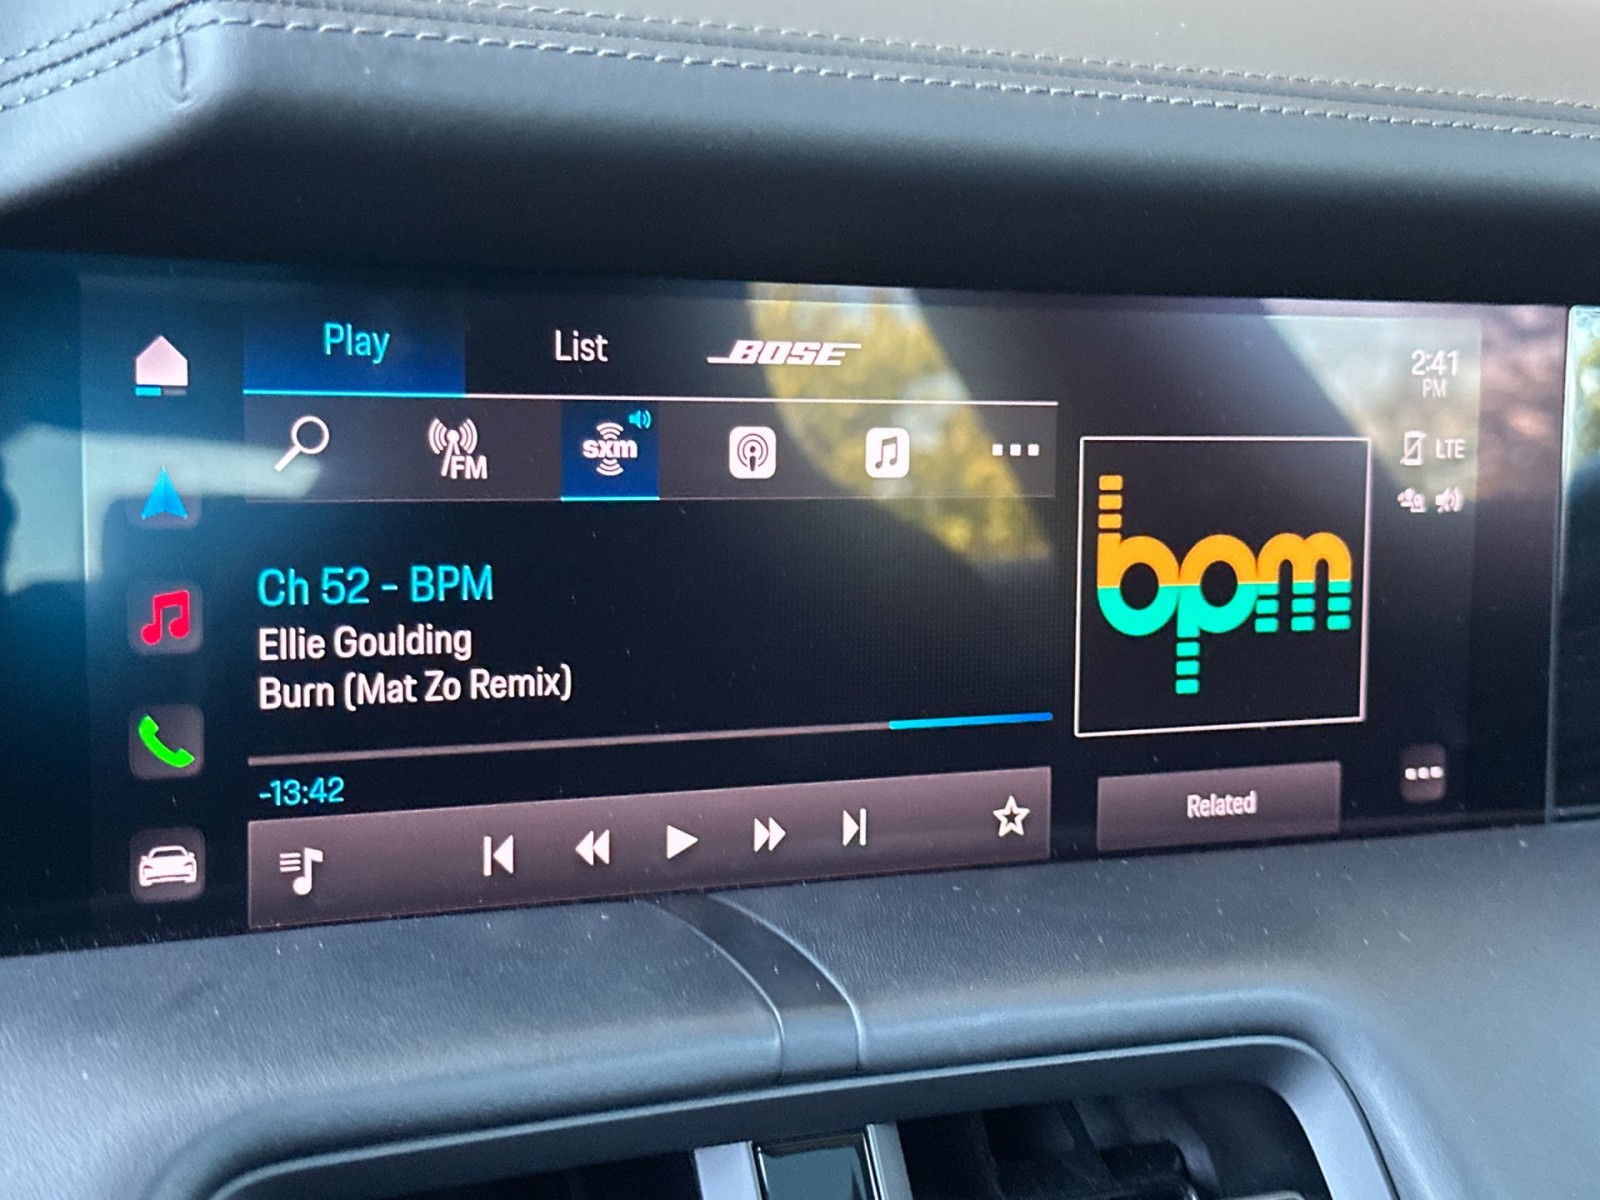 Play
List
BOSE
2:41
PM
FM
sxm
LTE
bpm
Ch 52 - BPM
Ellie Goulding
Burn (Mat Zo Remix)
-13:42
Related